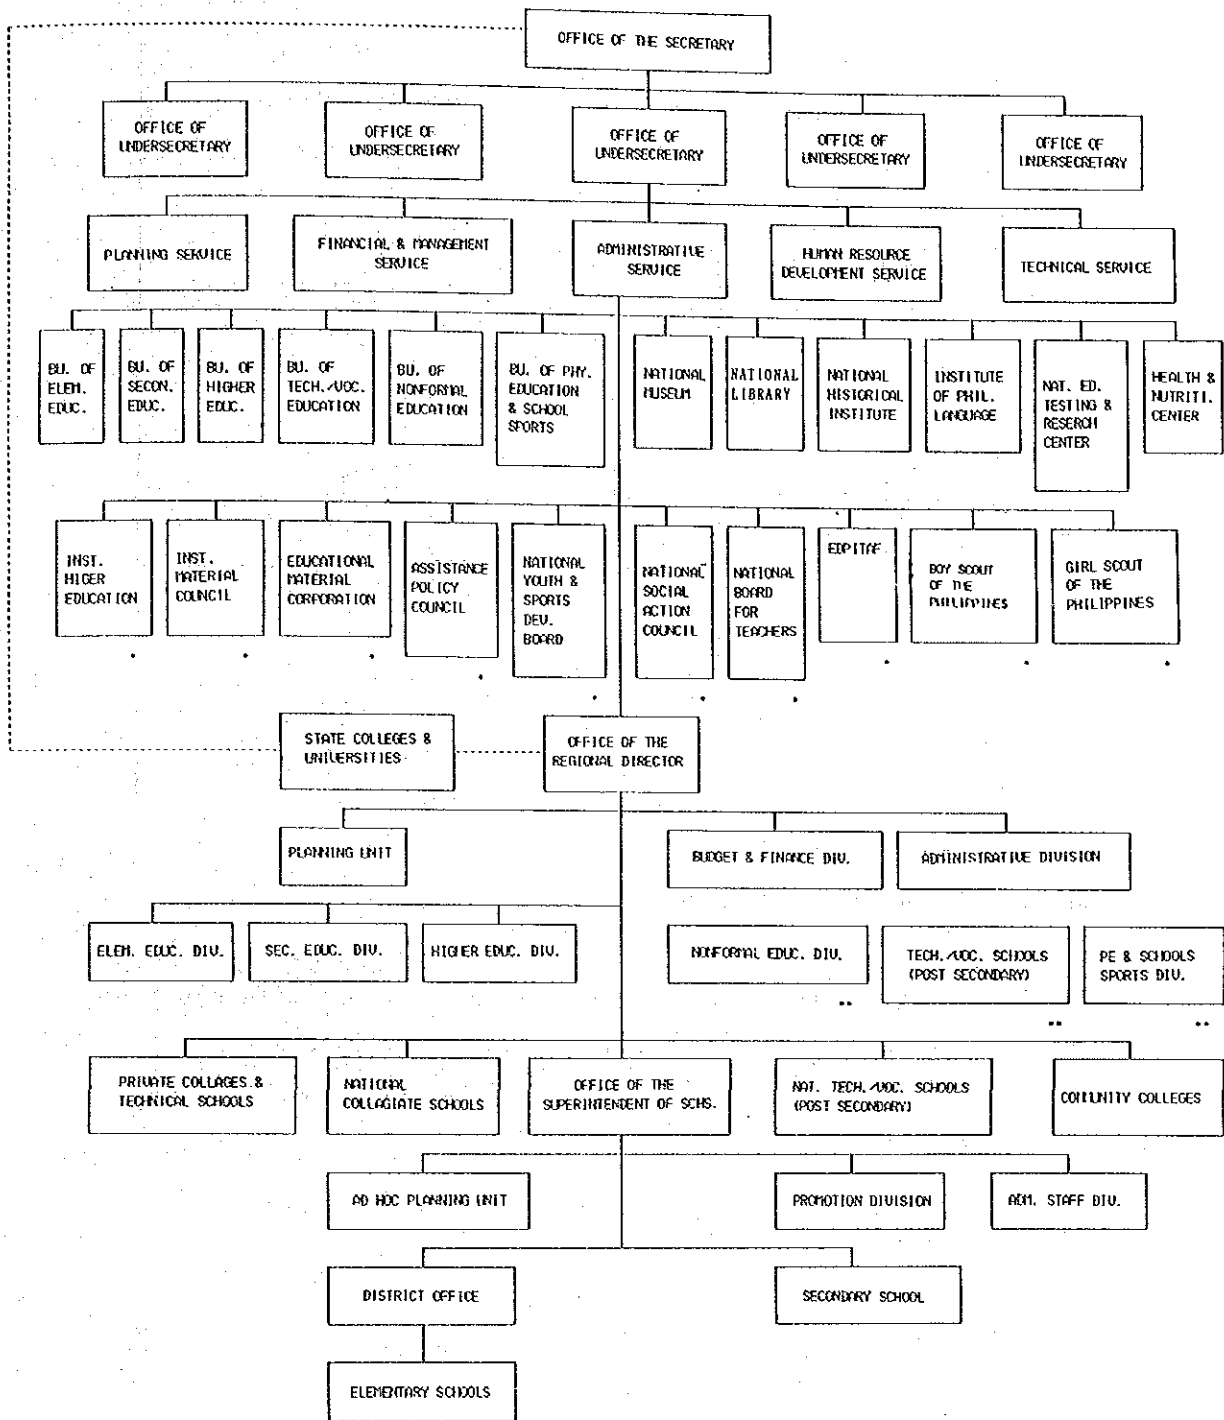 OFFICE OF THE SECRETARY
OFFICE OF
UNDERSECRETARY
OFFICE OF
UNDERSECRETARY
OFFICE OF
UNDERSECRETARY
OFFICE OF
UNDERSECRETARY
OFFICE OF
UNDERSECRETARY
PLANNING SERVICE
FINANCIAL & MANAGEMENT
SERVICE
ADMINISTRATIVE
SERVICE
HUMAN RESOURCE
DEVELOPMENT SERVICE
TECHNICAL SERVICE
BU. OF
ELEM.
EDUC.
BU. OF
SECON.
EDUC.
BU. OF
HIGHER
EDUC.
BU. OF
TECH./VOC.
EDUCATION
BU. OF
NONFORMAL
EDUCATION
BU. OF PHY.
EDUCATION
& SCHOOL
SPORTS
NATIONAL
MUSEUM
NATIONAL
LIBRARY
NATIONAL
HISTORICAL
INSTITUTE
INSTITUTE
OF PHIL.
LANGUAGE
NAT. ED.
TESTING &
RESERCH
CENTER
HEALTH &
NUTRITI.
CENTER
INST.
HIGER
EDUCATION
INST.
MATERIAL
COUNCIL
EDUCATIONAL
MATERIAL
CORPORATION
ASSISTANCE
POLICY
COUNCIL
NATIONAL
YOUTH &
SPORTS
DEV.
BOARD
NATIONAL
SOCIAL
ACTION
COUNCIL
NATIONAL
BOARD
FOR
TEACHERS
EDPITAF
BOY SCOUT
OF THE
PHILIPPINES
GIRL SCOUT
OF THE
PHILIPPINES
STATE COLLEGES &
UNIVERSITIES
OFFICE OF THE
REGIONAL DIRECTOR
PLANNING UNIT
BUDGET & FINANCE DIV.
ADMINISTRATIVE DIVISION
ELEM. EDUC. DIV.
SEC. EDUC. DIV.
HIGHER EDUC. DIV.
NONFORMAL EDUC. DIV.
TECH./VOC. SCHOOLS
(POST SECONDARY)
PE & SCHOOLS
SPORTS DIV.
PRIVATE COLLAGES &
TECHNICAL SCHOOLS
NATIONAL
COLLAGIATE SCHOOLS
OFFICE OF THE
SUPERINTENDENT OF SCHS.
NAT. TECH./VOC. SCHOOLS
(POST SECONDARY)
COMUNITY COLLEGES
AD HOC PLANNING UNIT
PROMOTION DIVISION
ADM. STAFF DIV.
DISTRICT OFFICE
SECONDARY SCHOOL
ELEMENTARY SCHOOLS